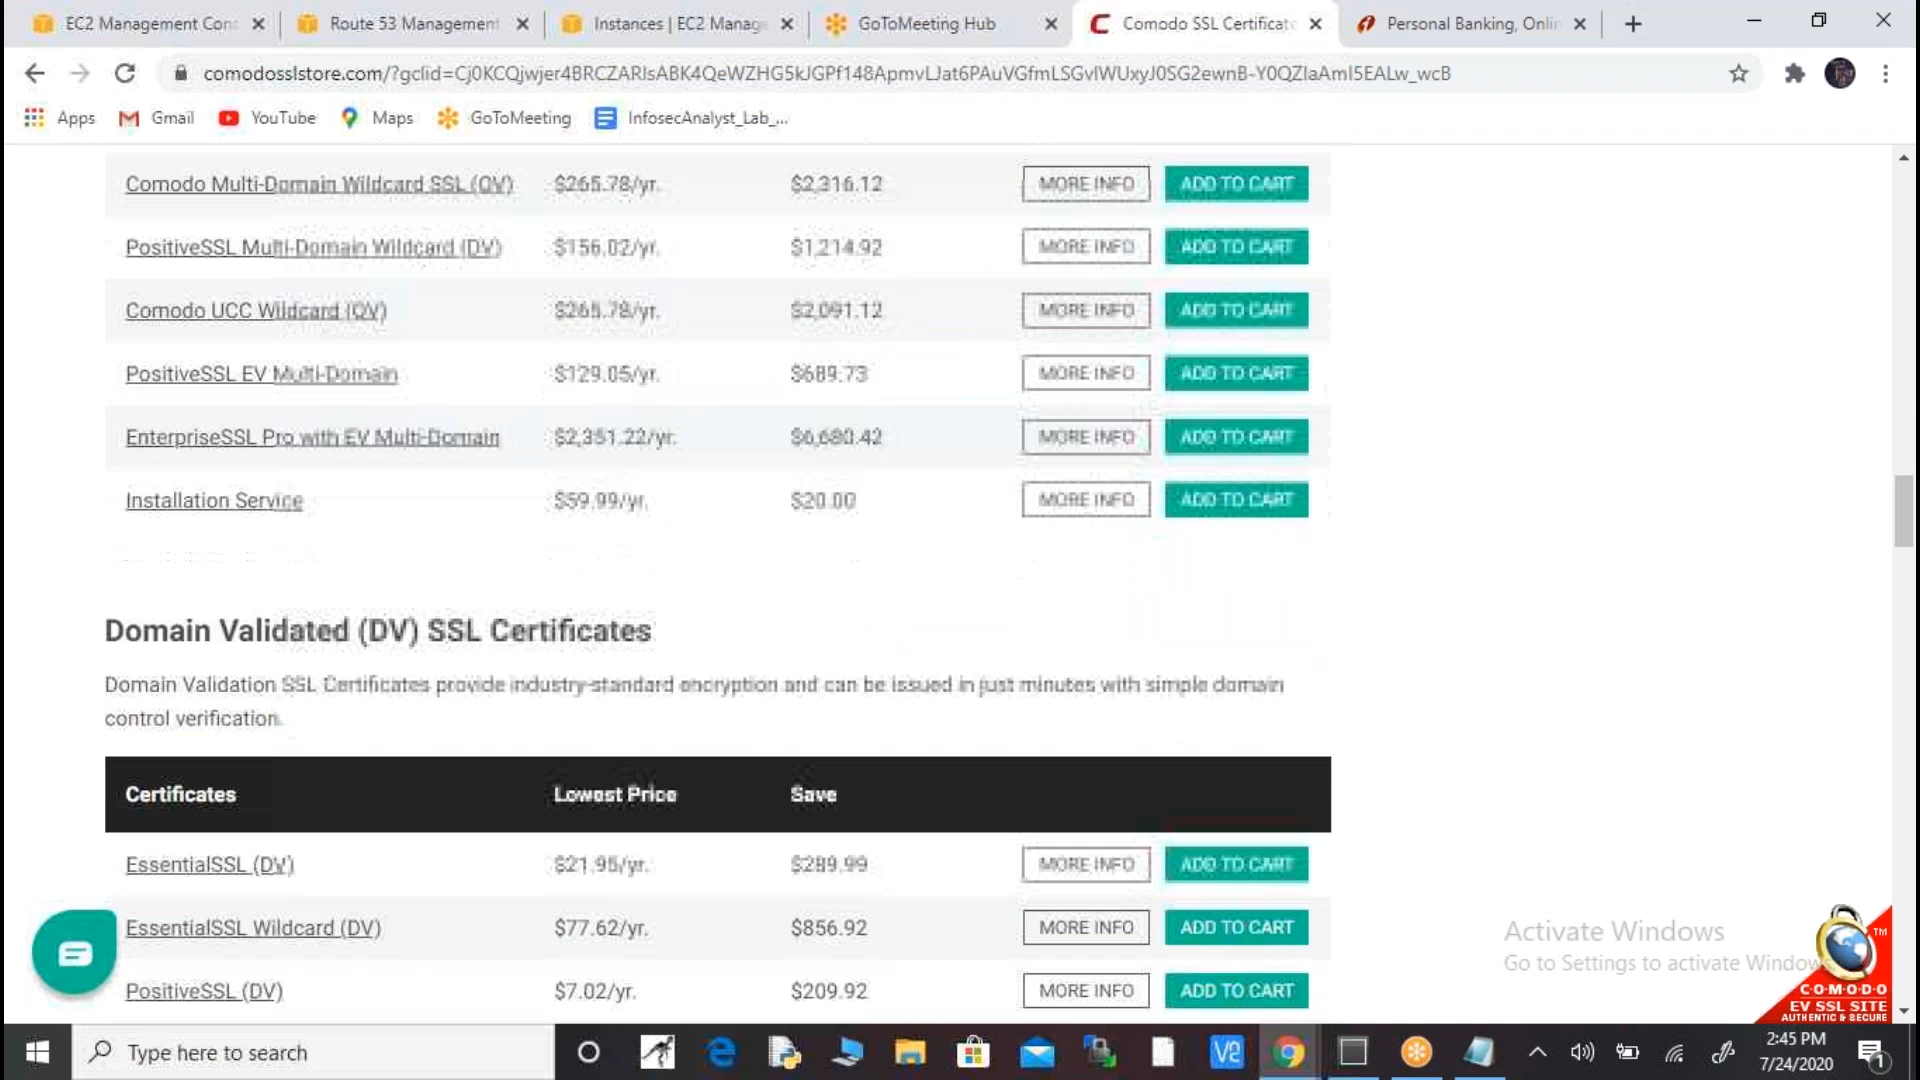 EC2 Management Con
Route 53 Management
Instances | EC2 Manage
GoToMeeting Hub
Comodo SSL Certificate
Personal Banking, Onlin
comodosslstore.com/?gclid=Cj0KCQjwjer4BRCZARIsABK4QeWZHG5kJGPf148ApmvLJat6PAuVGfmLSGvIWUxyJ0SG2ewnB-Y0QZIaAmI5EALw_wcB
Apps
Gmail
YouTube
Maps
GoToMeeting
InfosecAnalyst_Lab_...
Comodo Multi-Domain Wildcard SSL (OV) $265.78/yr. $2,316.12 MORE INFO ADD TO CART
PositiveSSL Multi-Domain Wildcard (DV) $156.02/yr. $1,214.92 MORE INFO ADD TO CART
Comodo UCC Wildcard (OV) $265.78/yr. $2,091.12 MORE INFO ADD TO CART
PositiveSSL EV Multi-Domain $129.05/yr. $689.73 MORE INFO ADD TO CART
EnterpriseSSL Pro with EV Multi-Domain $2,351.22/yr. $6,680.42 MORE INFO ADD TO CART
Installation Service $59.99/yr. $20.00 MORE INFO ADD TO CART
Domain Validated (DV) SSL Certificates
Domain Validation SSL Certificates provide industry-standard encryption and can be issued in just minutes with simple domain
control verification.
Certificates Lowest Price Save
EssentialSSL (DV) $21.95/yr. $289.99 MORE INFO ADD TO CART
EssentialSSL Wildcard (DV) $77.62/yr. $856.92 MORE INFO ADD TO CART
PositiveSSL (DV) $7.02/yr. $209.92 MORE INFO ADD TO CART
Activate Windows
Go to Settings to activate Windows
TM
C·O·M·O·D·O
EV SSL SITE
AUTHENTIC & SECURE
Type here to search
2:45 PM
7/24/2020
1